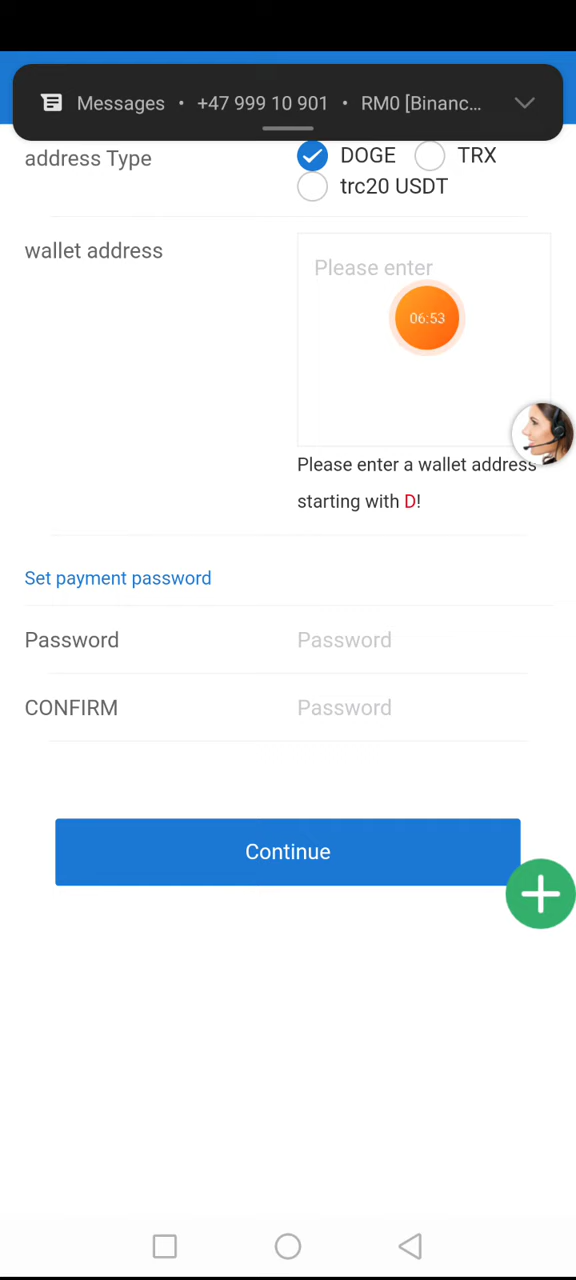 Messages • +47 999 10 901 • RM0 [Binanc...
address Type
DOGE TRX
trc20 USDT
wallet address
Please enter
06:53
Please enter a wallet address
starting with D!
Set payment password
Password Password
CONFIRM Password
Continue